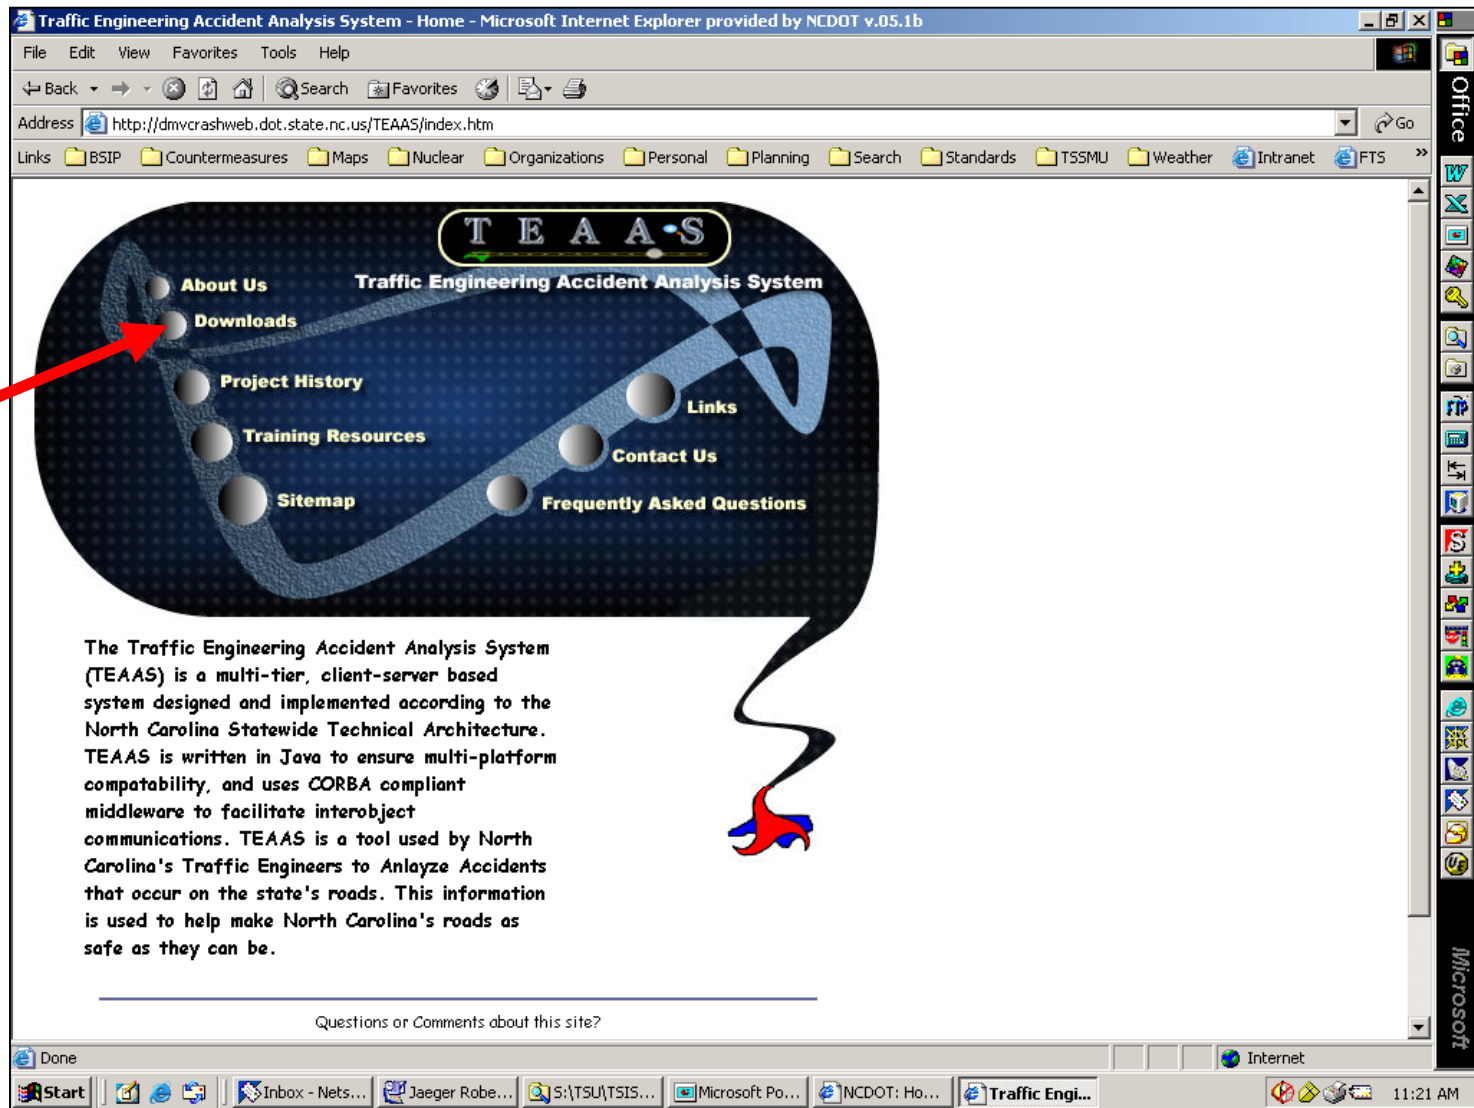 Traffic Engineering Accident Analysis System - Home - Microsoft Internet Explorer provided by NCDOT v.05.1b
File Edit View Favorites Tools Help
Back Search Favorites
Address http://dmvcrashweb.dot.state.nc.us/TEAAS/index.htm Go
Links BSIP Countermeasures Maps Nuclear Organizations Personal Planning Search Standards TSSMU Weather Intranet FTS »
Office
T E A A S
Traffic Engineering Accident Analysis System
About Us
Downloads
Project History
Training Resources
Sitemap
Links
Contact Us
Frequently Asked Questions
The Traffic Engineering Accident Analysis System
(TEAAS) is a multi-tier, client-server based
system designed and implemented according to the
North Carolina Statewide Technical Architecture.
TEAAS is written in Java to ensure multi-platform
compatability, and uses CORBA compliant
middleware to facilitate interobject
communications. TEAAS is a tool used by North
Carolina's Traffic Engineers to Anlayze Accidents
that occur on the state's roads. This information
is used to help make North Carolina's roads as
safe as they can be.
Questions or Comments about this site?
Microsoft
Done Internet
Start Inbox - Nets... Jaeger Robe... S:\TSU\TSIS... Microsoft Po... NCDOT: Ho... Traffic Engi... 11:21 AM